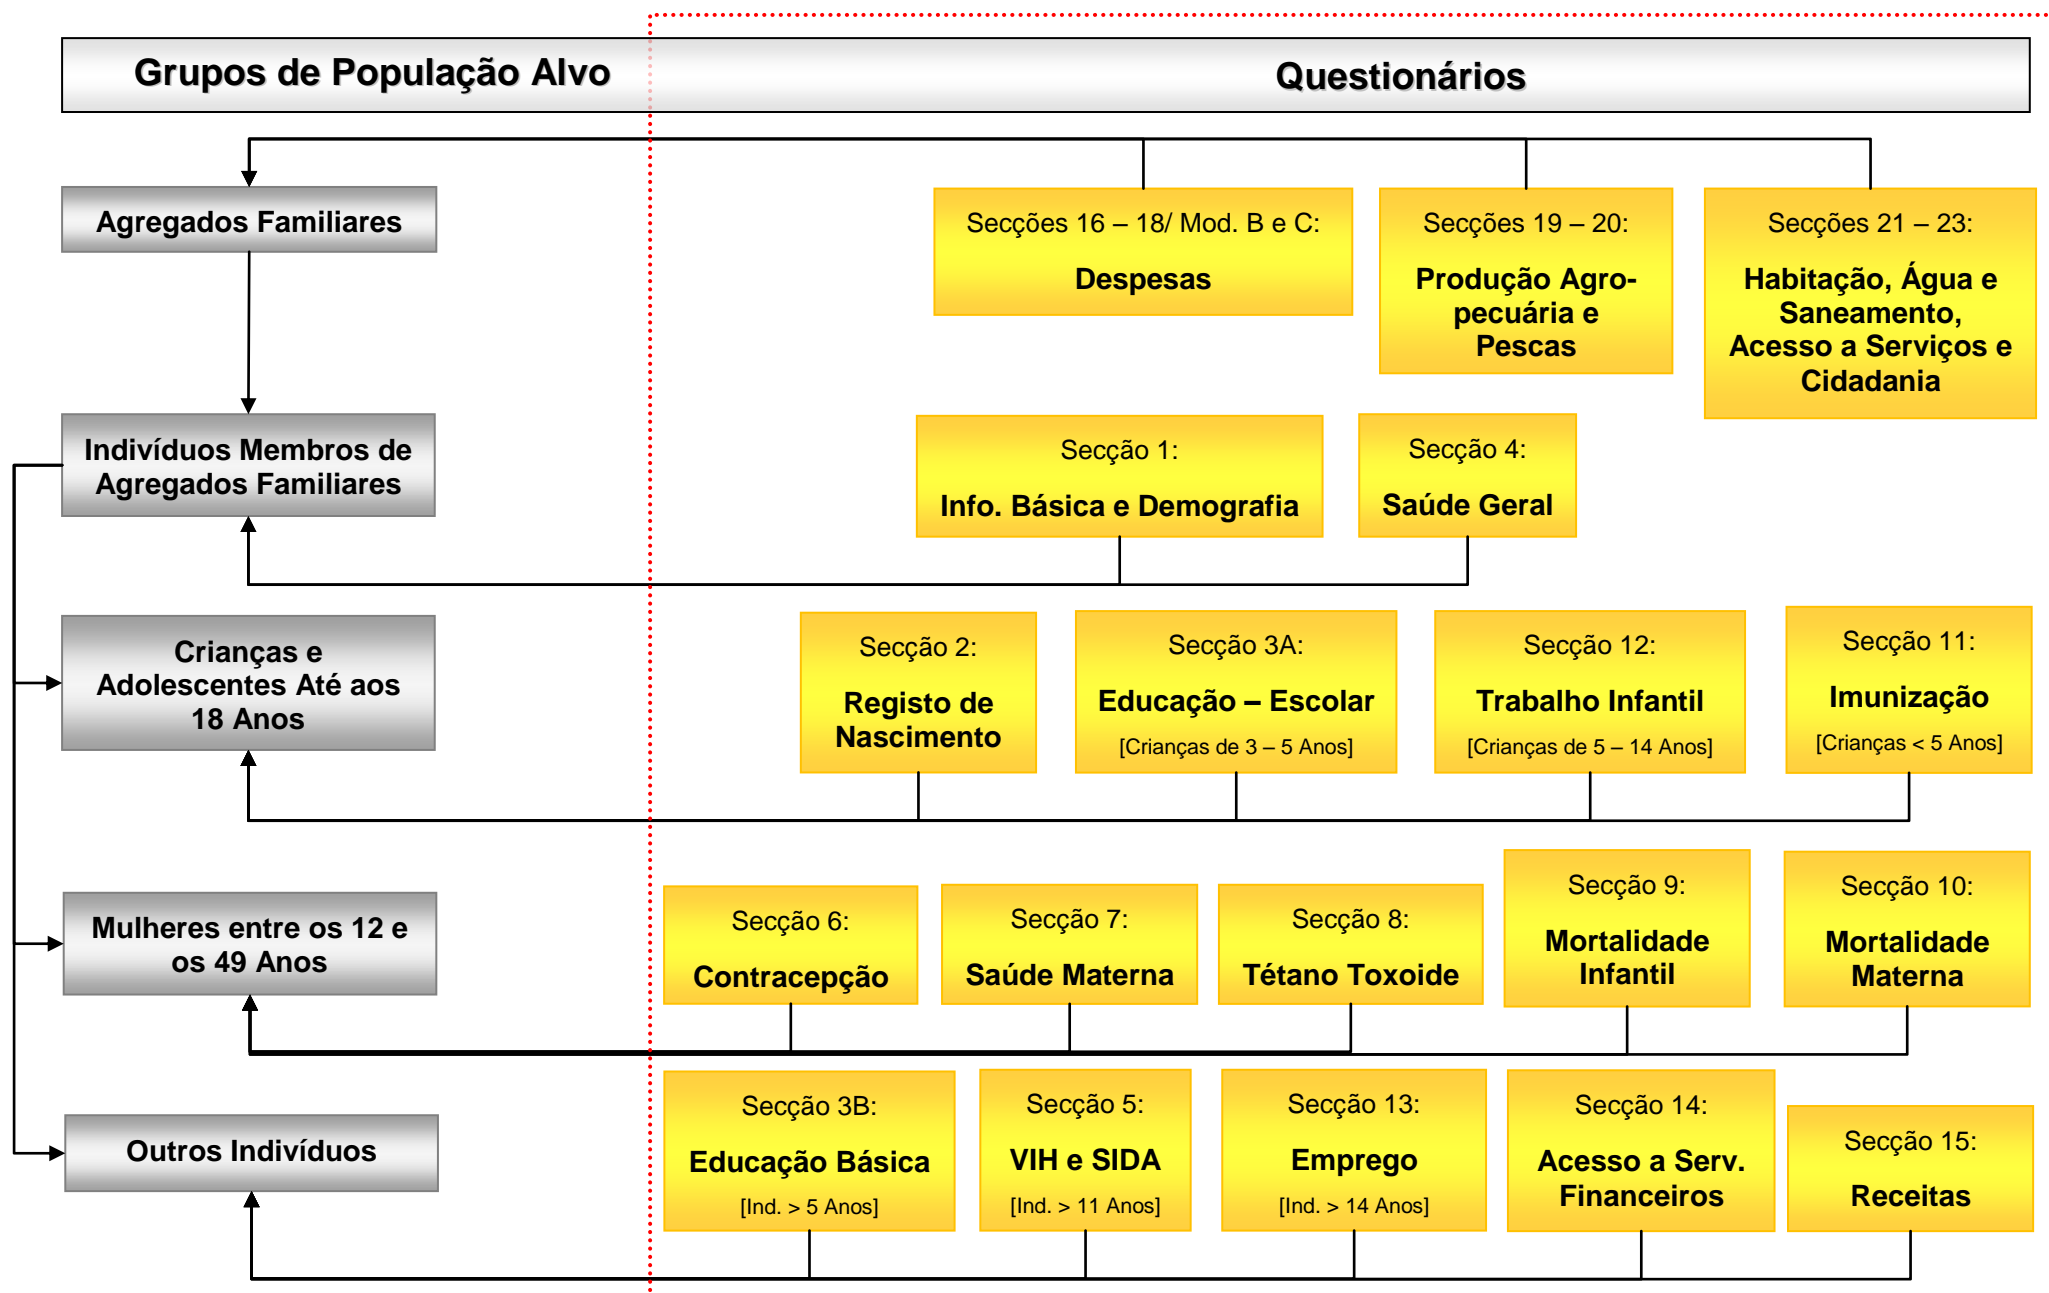 Grupos de População Alvo
Questionários
Agregados Familiares
Secções 16 – 18/ Mod. B e C:
Despesas
Secções 19 – 20:
Produção Agro-
pecuária e
Pescas
Secções 21 – 23:
Habitação, Água e
Saneamento,
Acesso a Serviços e
Cidadania
Indivíduos Membros de
Agregados Familiares
Secção 1:
Info. Básica e Demografia
Secção 4:
Saúde Geral
Crianças e
Adolescentes Até aos
18 Anos
Secção 2:
Registo de
Nascimento
Secção 3A:
Educação – Escolar
[Crianças de 3 – 5 Anos]
Secção 12:
Trabalho Infantil
[Crianças de 5 – 14 Anos]
Secção 11:
Imunização
[Crianças < 5 Anos]
Mulheres entre os 12 e
os 49 Anos
Secção 6:
Contracepção
Secção 7:
Saúde Materna
Secção 8:
Tétano Toxoide
Secção 9:
Mortalidade
Infantil
Secção 10:
Mortalidade
Materna
Outros Indivíduos
Secção 3B:
Educação Básica
[Ind. > 5 Anos]
Secção 5:
VIH e SIDA
[Ind. > 11 Anos]
Secção 13:
Emprego
[Ind. > 14 Anos]
Secção 14:
Acesso a Serv.
Financeiros
Secção 15:
Receitas